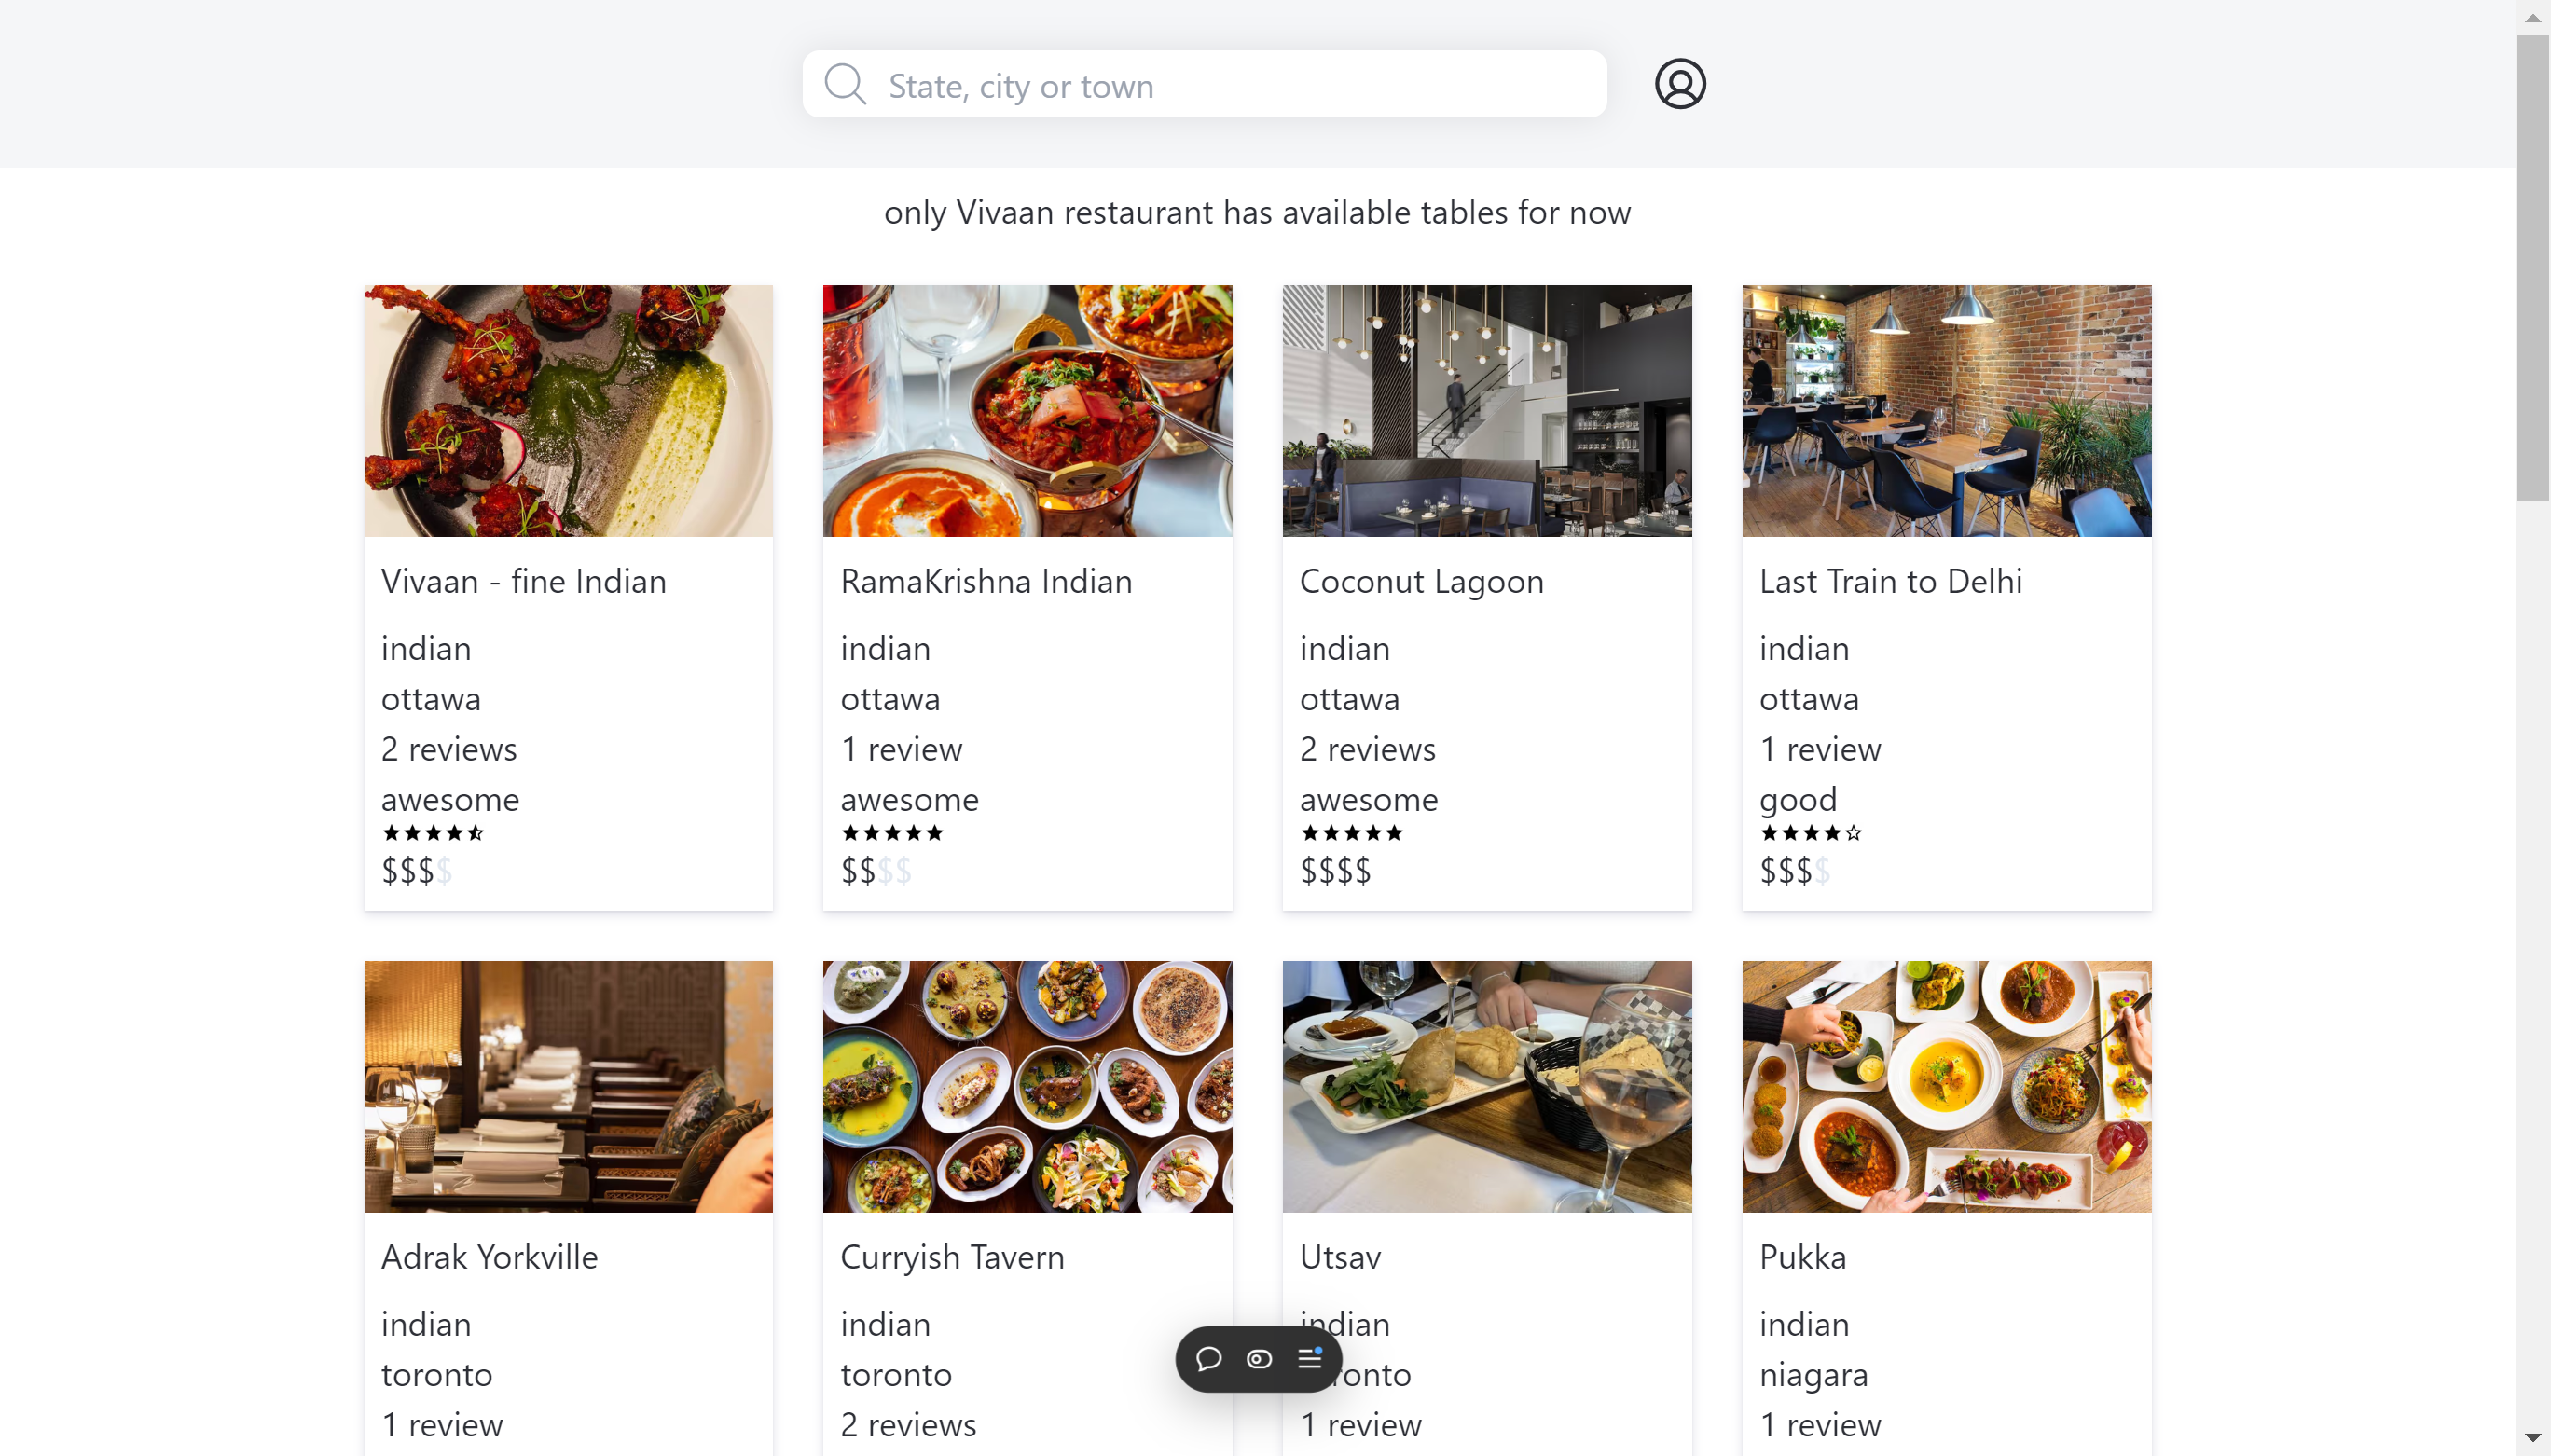 State, city or town
only Vivaan restaurant has available tables for now
Vivaan - fine Indian
indian
ottawa
2 reviews
awesome
$$$$
RamaKrishna Indian
indian
ottawa
1 review
awesome
$$$$
Coconut Lagoon
indian
ottawa
2 reviews
awesome
$$$$
Last Train to Delhi
indian
ottawa
1 review
good
$$$$
Adrak Yorkville
indian
toronto
1 review
Curryish Tavern
indian
toronto
2 reviews
Utsav
indian
ronto
1 review
Pukka
indian
niagara
1 review